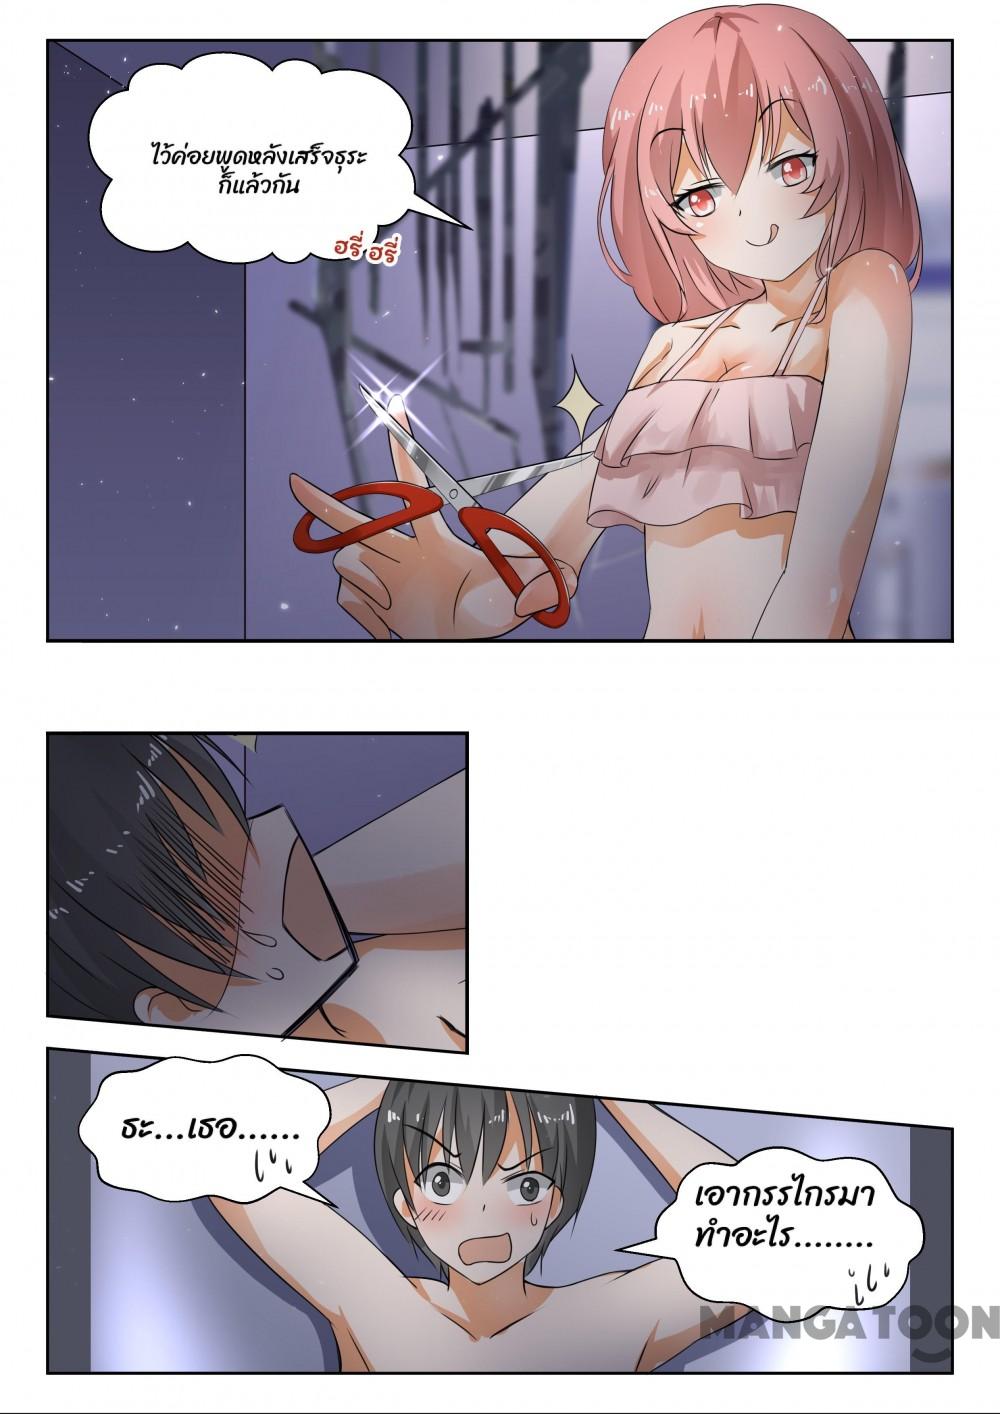 ไว้ค่อยพูดหลังเสร็จธุระ
ก็แล้วกัน
ฮรี่ ฮรี่
ธะ...เธอ......
เอากรรไกรมา
ทำอะไร........
MANGATOON